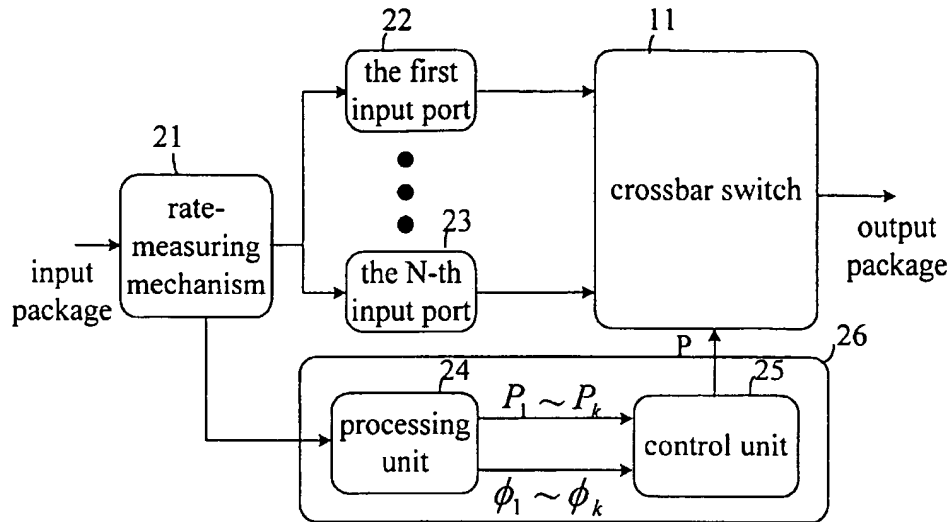 22
the first
input port
11
crossbar switch
21
rate-
measuring
mechanism
input
package
23
the N-th
input port
output
package
P
26
24
processing
unit
P₁ ~ Pₖ
ϕ₁ ~ ϕₖ
25
control unit